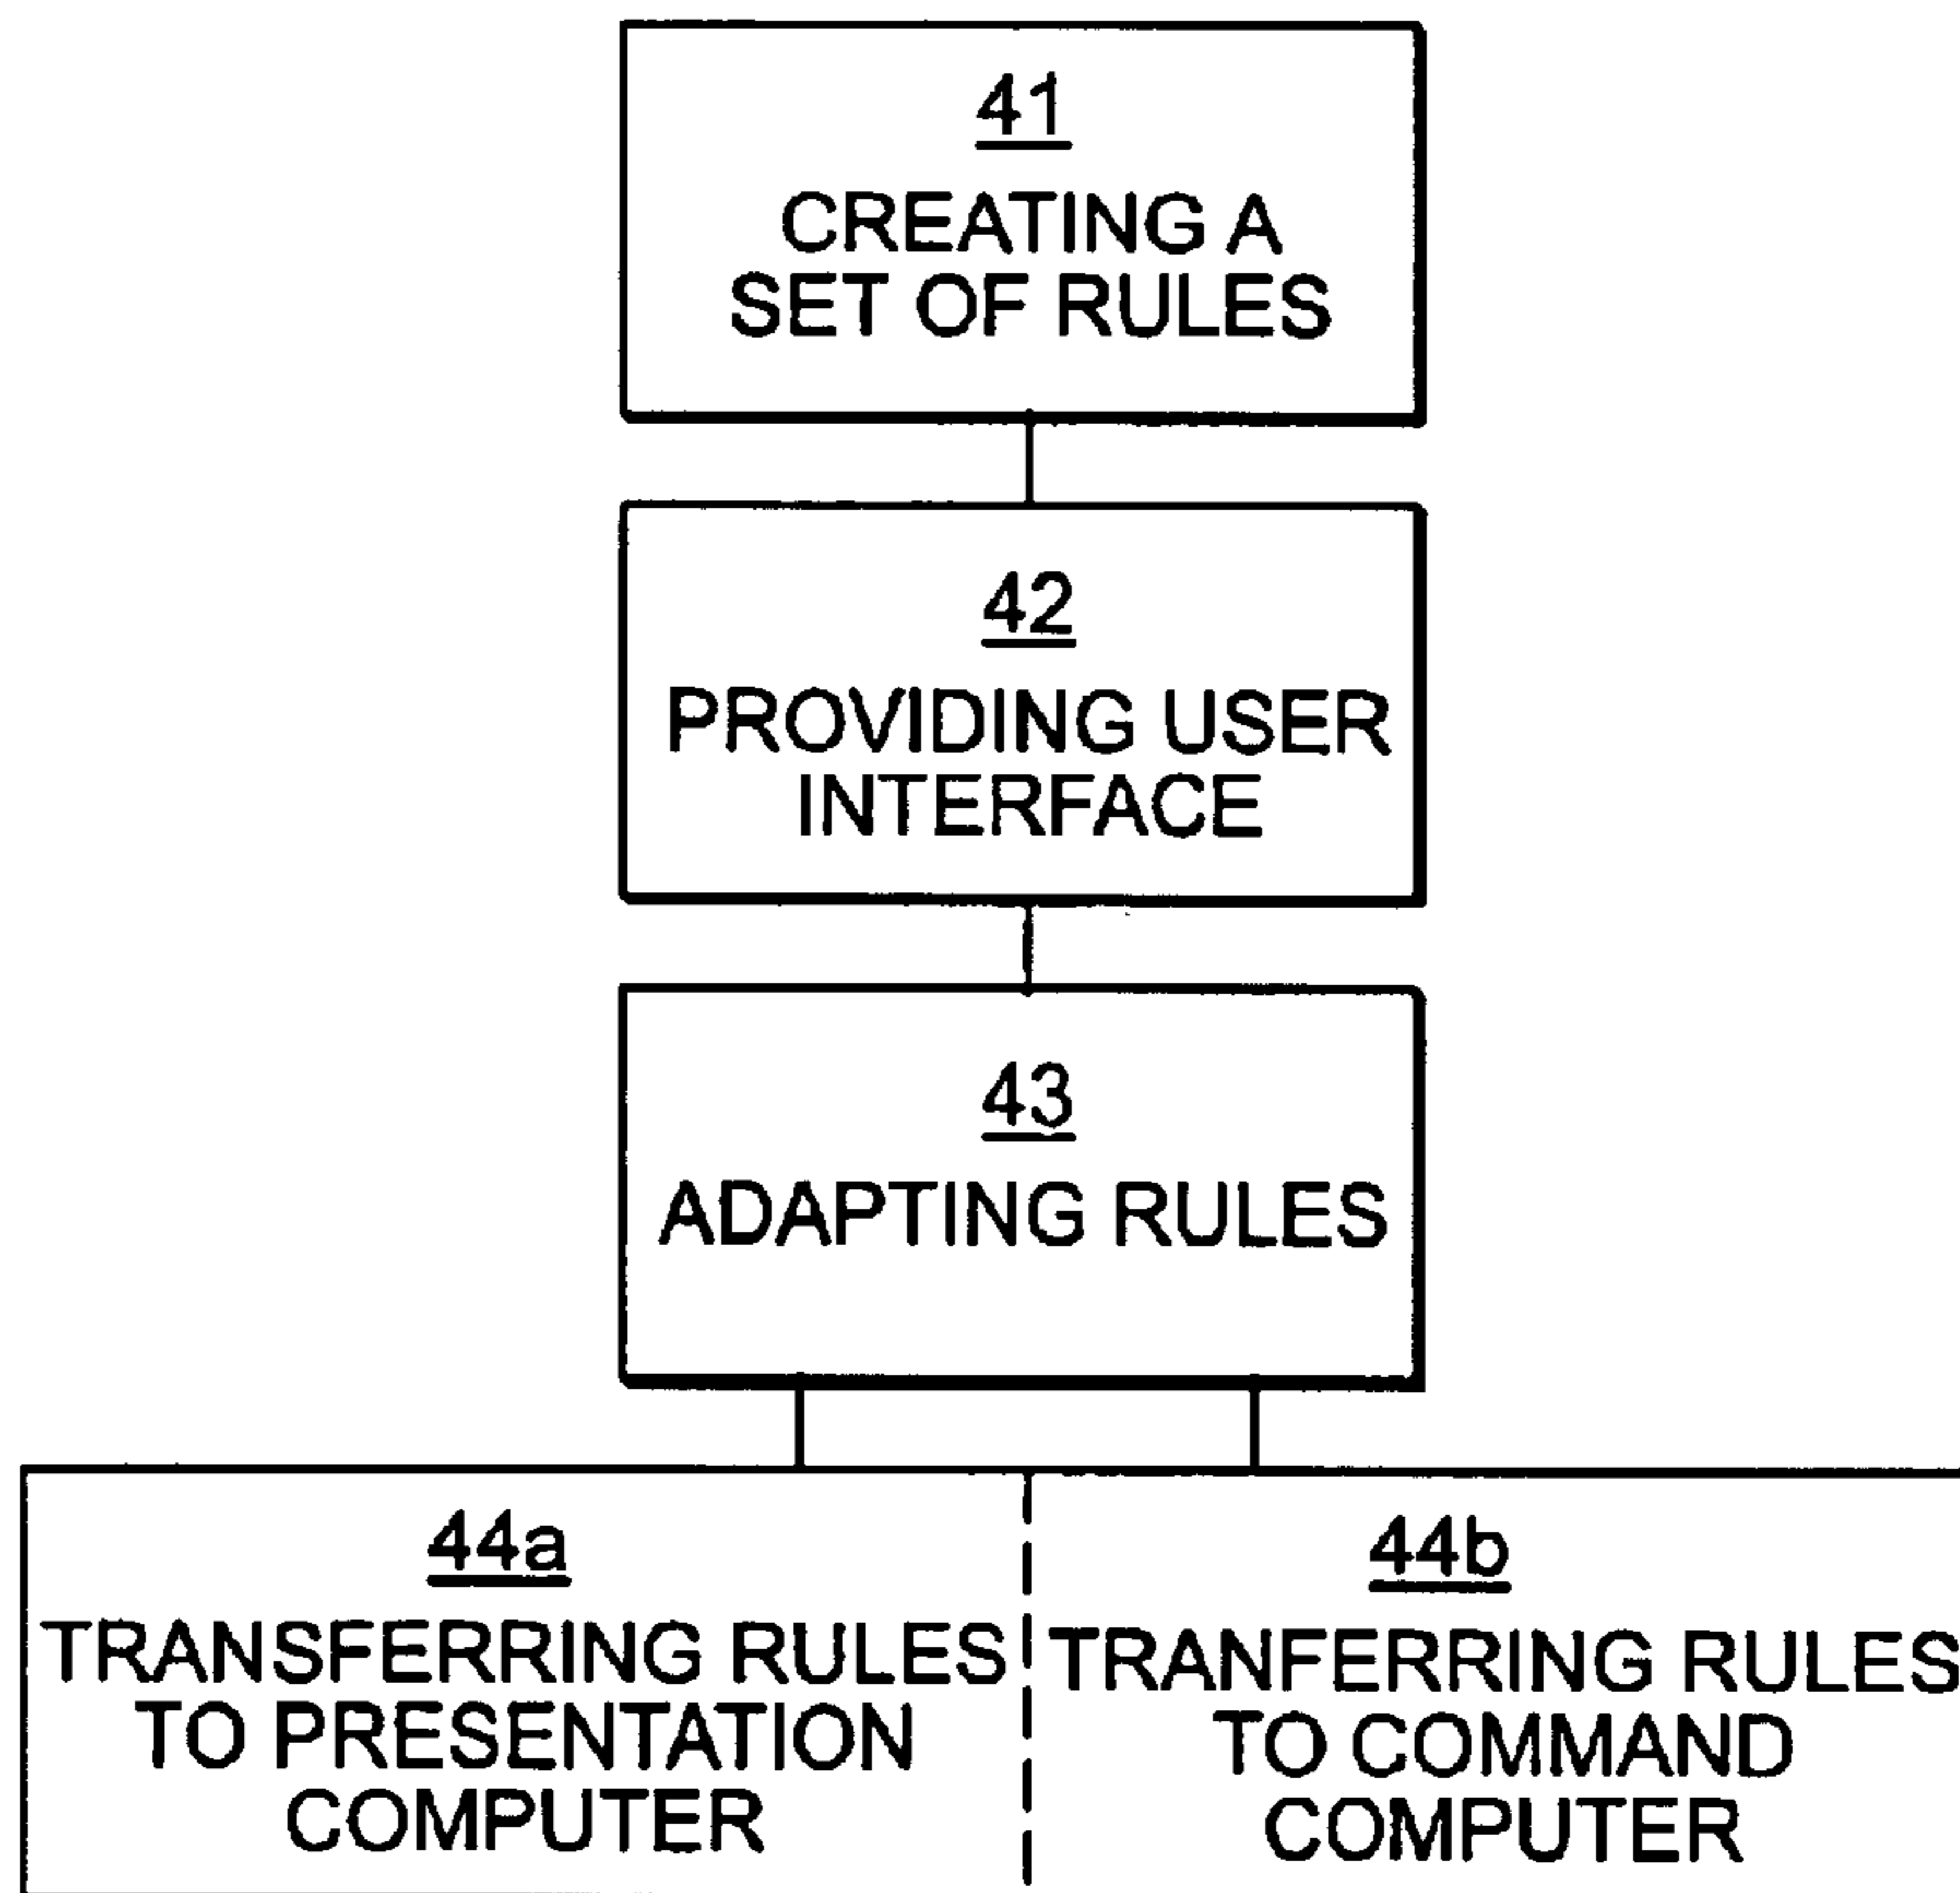 41
CREATING A
SET OF RULES
42
PROVIDING USER
INTERFACE
43
ADAPTING RULES
44a
TRANSFERRING RULES
TO PRESENTATION
COMPUTER
44b
TRANFERRING RULES
TO COMMAND
COMPUTER